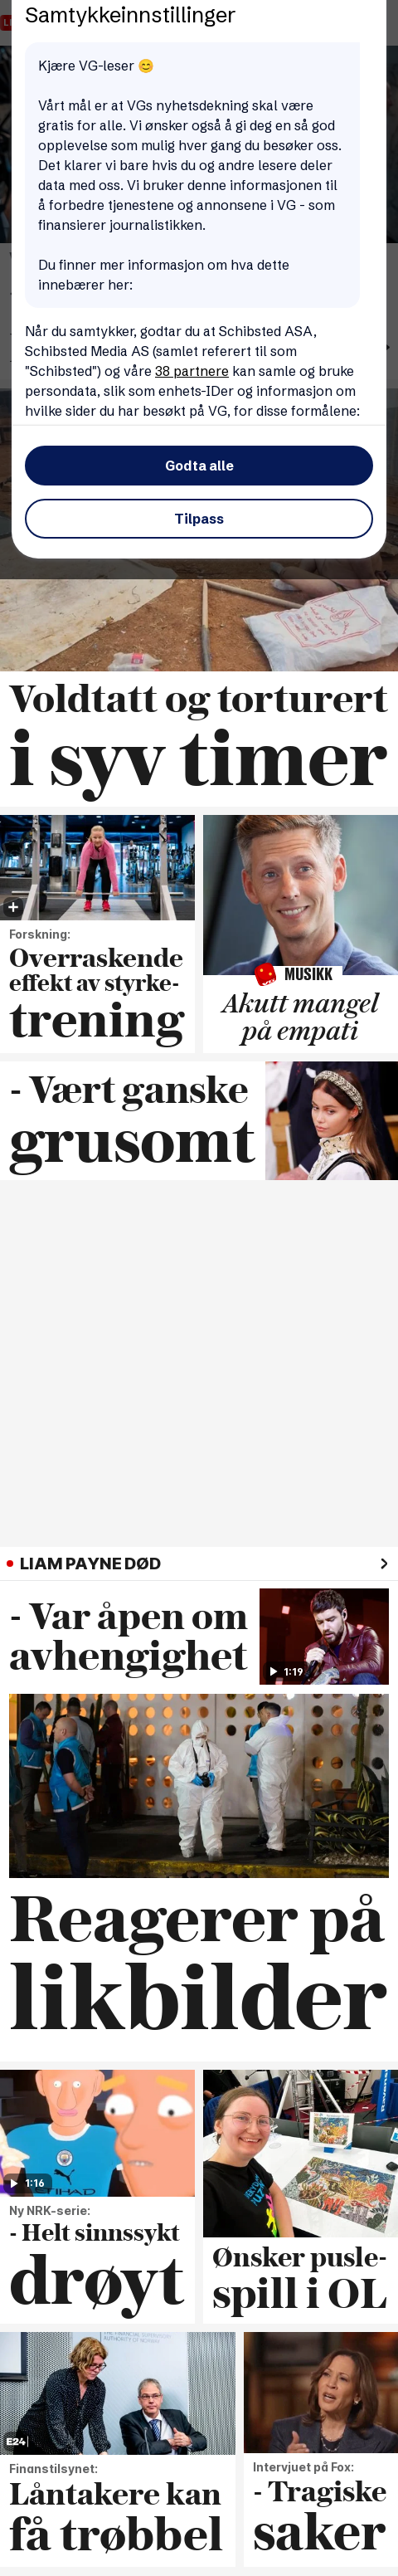 Samtykkeinnstillinger
Kjære VG-leser 😊
Vårt mål er at VGs nyhetsdekning skal være
gratis for alle. Vi ønsker også å gi deg en så god
opplevelse som mulig hver gang du besøker oss.
Det klarer vi bare hvis du og andre lesere deler
data med oss. Vi bruker denne informasjonen til
å forbedre tjenestene og annonsene i VG - som
finansierer journalistikken.
Du finner mer informasjon om hva dette
innebærer her:
Når du samtykker, godtar du at Schibsted ASA,
Schibsted Media AS (samlet referert til som
"Schibsted") og våre 38 partnere kan samle og bruke
persondata, slik som enhets-IDer og informasjon om
hvilke sider du har besøkt på VG, for disse formålene:
Godta alle
Tilpass
Voldtatt og torturert
i syv timer
Forskning:
Overraskende
effekt av styrke-
trening
MUSIKK
Akutt mangel
på empati
- Vært ganske
grusomt
LIAM PAYNE DØD
- Var åpen om
avhengighet
1:19
Reagerer på
likbilder
1:16
Ny NRK-serie:
- Helt sinnssykt
drøyt
Ønsker pusle-
spill i OL
E24
Finanstilsynet:
Låntakere kan
få trøbbel
Intervjuet på Fox:
- Tragiske
saker